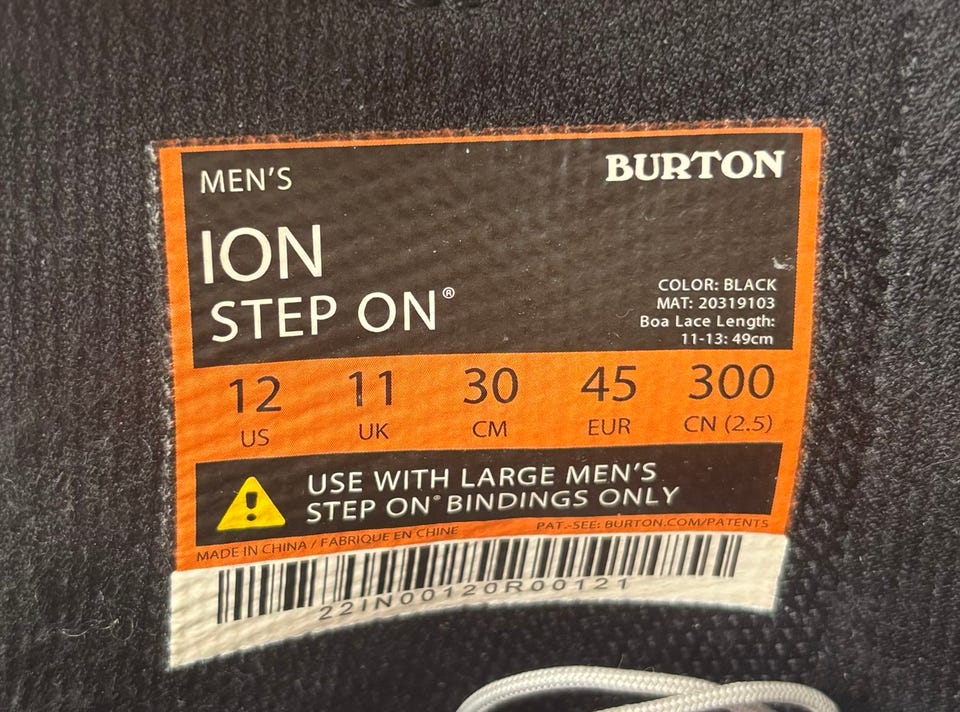 MEN'S
BURTON
ION
STEP ON®
COLOR: BLACK
MAT: 20319103
Boa Lace Length:
11-13: 49cm
12 11 30 45 300
US UK CM EUR CN (2.5)
USE WITH LARGE MEN'S
STEP ON® BINDINGS ONLY
MADE IN CHINA / FABRIQUE EN CHINE
PAT.-SEE: BURTON.COM/PATENTS
22IN00120R00121